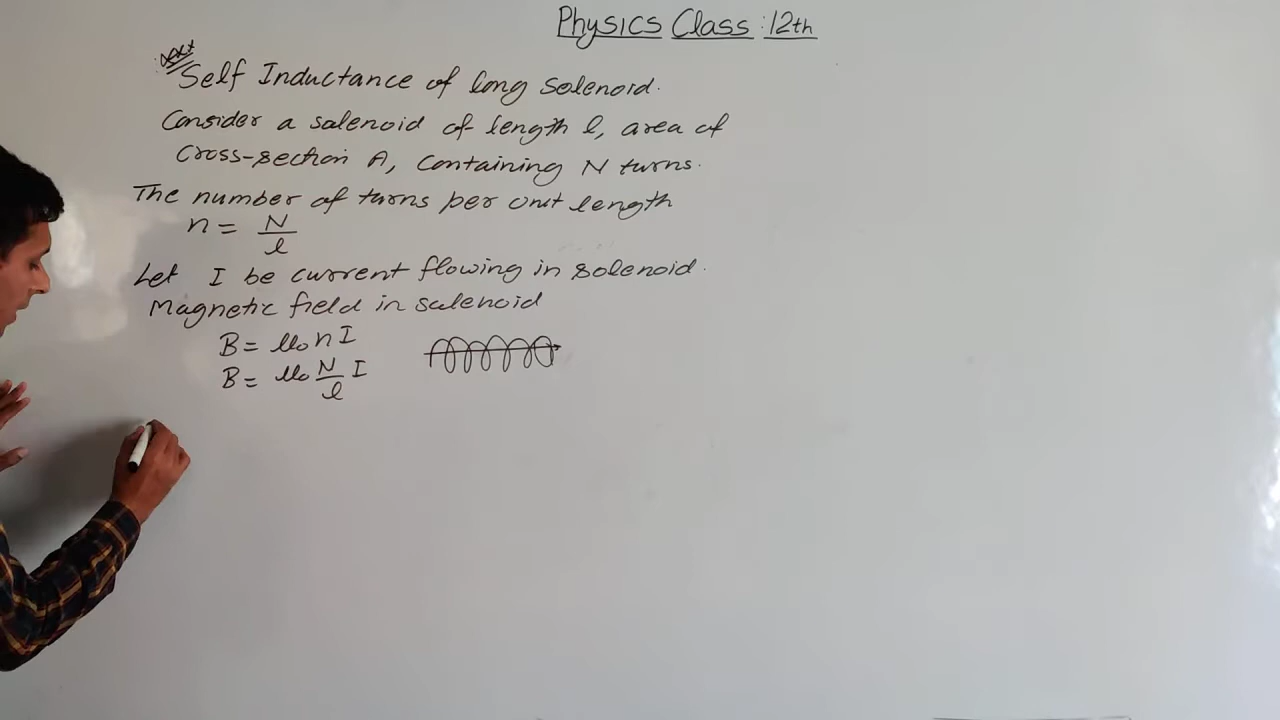 Physics Class : 12th
Self Inductance of long Solenoid.
Consider a solenoid of length l, area of
Cross-section A, containing N turns.
The number of turns per unit length
n = N/l
Let I be current flowing in solenoid.
Magnetic field in solenoid
B = μ₀nI
B = μ₀ N/l I